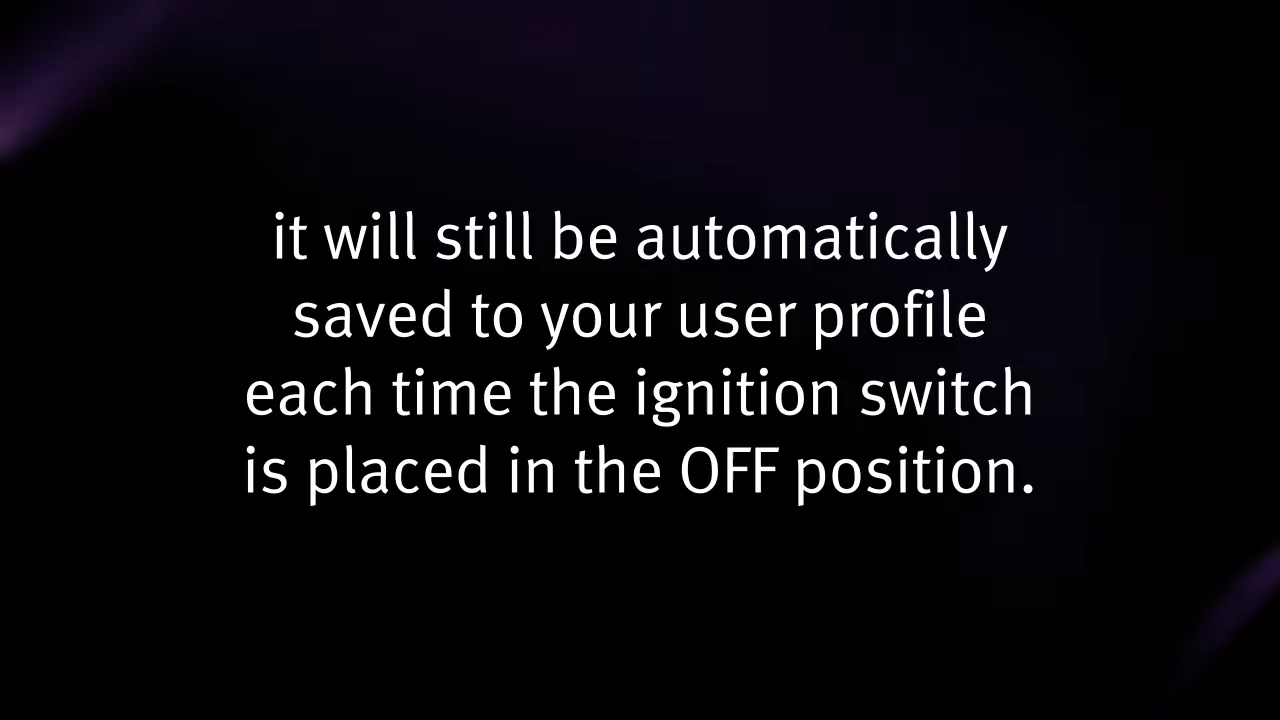 it will still be automatically
saved to your user profile
each time the ignition switch
is placed in the OFF position.